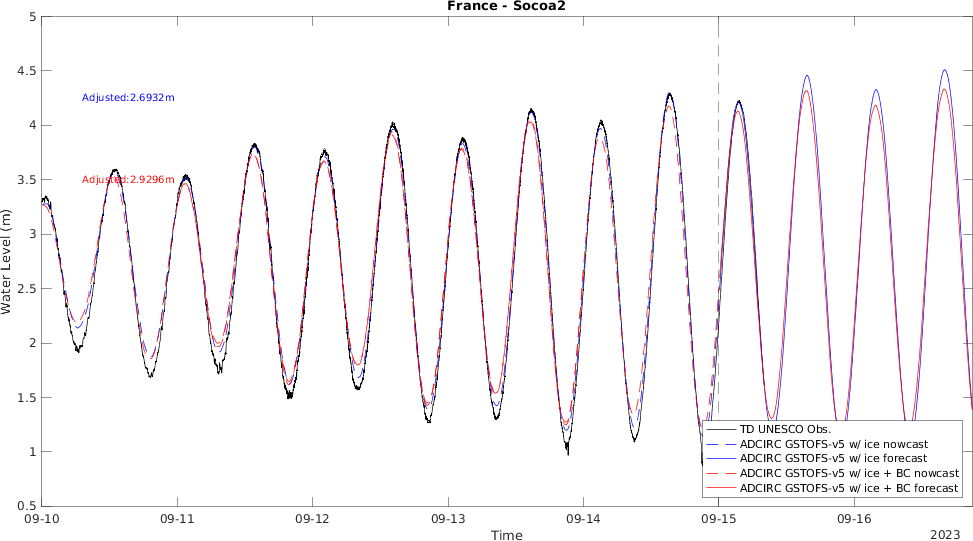 France - Socoa2
5
4.5
4
3.5
3
2.5
2
1.5
1
0.5
Water Level (m)
Adjusted:2.6932m
Adjusted:2.9296m
TD UNESCO Obs.
ADCIRC GSTOFS-v5 w/ ice nowcast
ADCIRC GSTOFS-v5 w/ ice forecast
ADCIRC GSTOFS-v5 w/ ice + BC nowcast
ADCIRC GSTOFS-v5 w/ ice + BC forecast
09-10 09-11 09-12 09-13 09-14 09-15 09-16
Time
2023